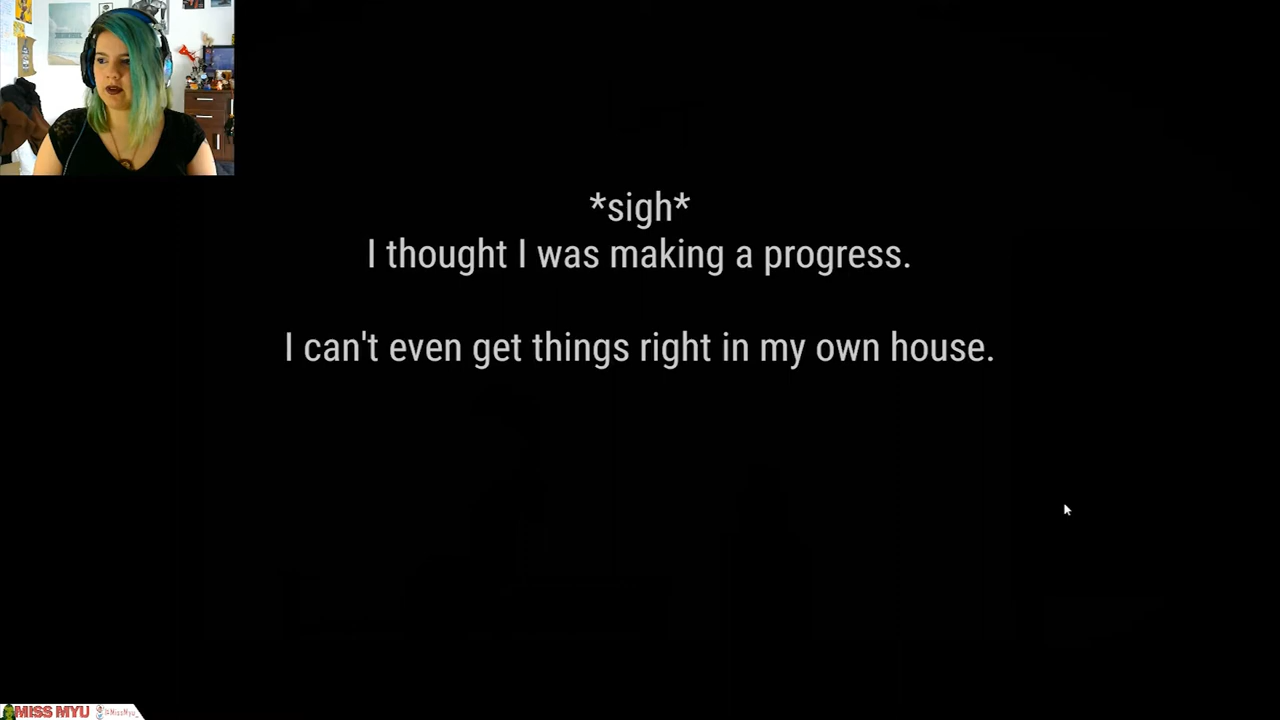 *sigh*
I thought I was making a progress.
I can't even get things right in my own house.
MISS MYU